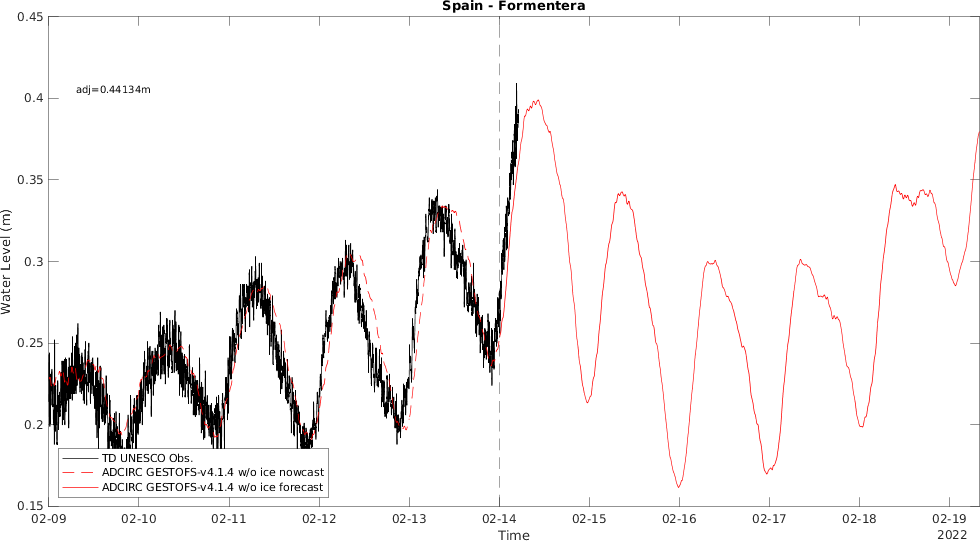 Spain - Formentera
adj=0.44134m
Water Level (m)
0.45
0.4
0.35
0.3
0.25
0.2
0.15
TD UNESCO Obs.
ADCIRC GESTOFS-v4.1.4 w/o ice nowcast
ADCIRC GESTOFS-v4.1.4 w/o ice forecast
02-09 02-10 02-11 02-12 02-13 02-14 02-15 02-16 02-17 02-18 02-19
Time
2022